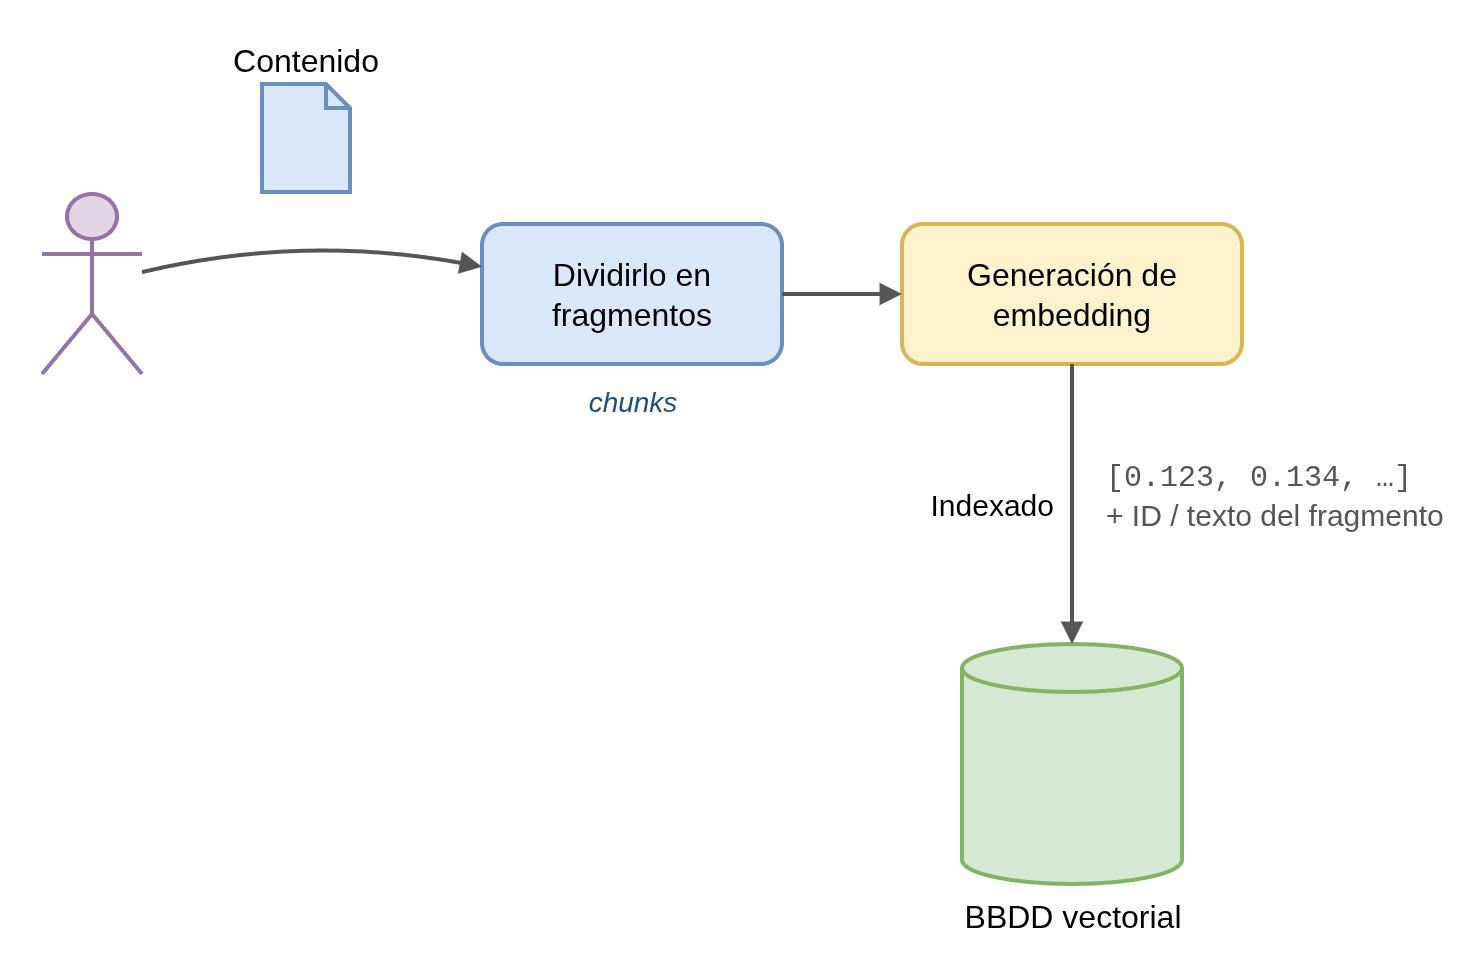 Contenido
Dividirlo en
fragmentos
chunks
Generación de
embedding
Indexado
[0.123, 0.134, …]
+ ID / texto del fragmento
BBDD vectorial